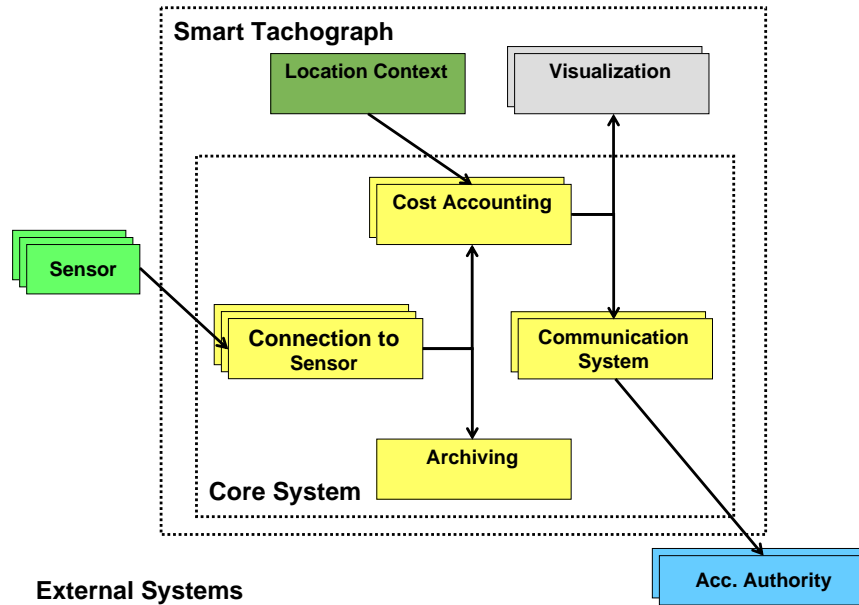 Smart Tachograph
Location Context
Visualization
Cost Accounting
Sensor
Connection to
Sensor
Communication
System
Archiving
Core System
Acc. Authority
External Systems